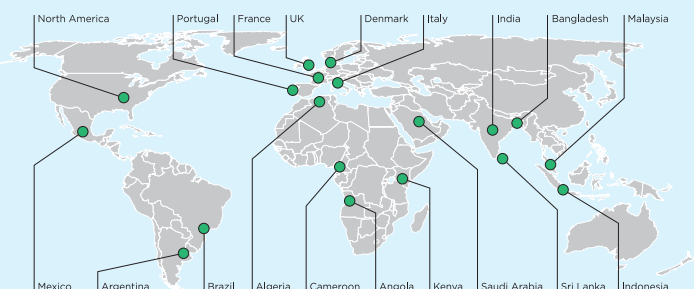 North America
Portugal
France
UK
Denmark
Italy
India
Bangladesh
Malaysia
Mexico
Argentina
Brazil
Algeria
Cameroon
Angola
Kenya
Saudi Arabia
Sri Lanka
Indonesia